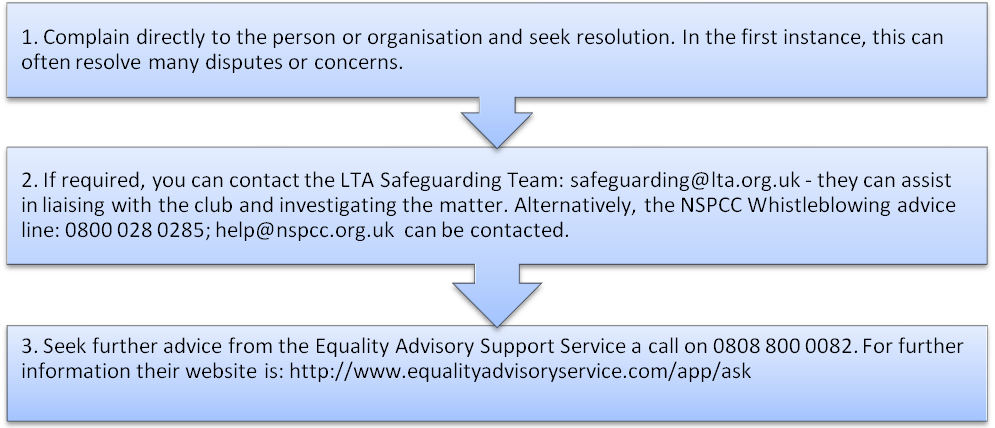 1. Complain directly to the person or organisation and seek resolution. In the first instance, this can
often resolve many disputes or concerns.
2. If required, you can contact the LTA Safeguarding Team: safeguarding@lta.org.uk - they can assist
in liaising with the club and investigating the matter. Alternatively, the NSPCC Whistleblowing advice
line: 0800 028 0285; help@nspcc.org.uk can be contacted.
3. Seek further advice from the Equality Advisory Support Service a call on 0808 800 0082. For further
information their website is: http://www.equalityadvisoryservice.com/app/ask